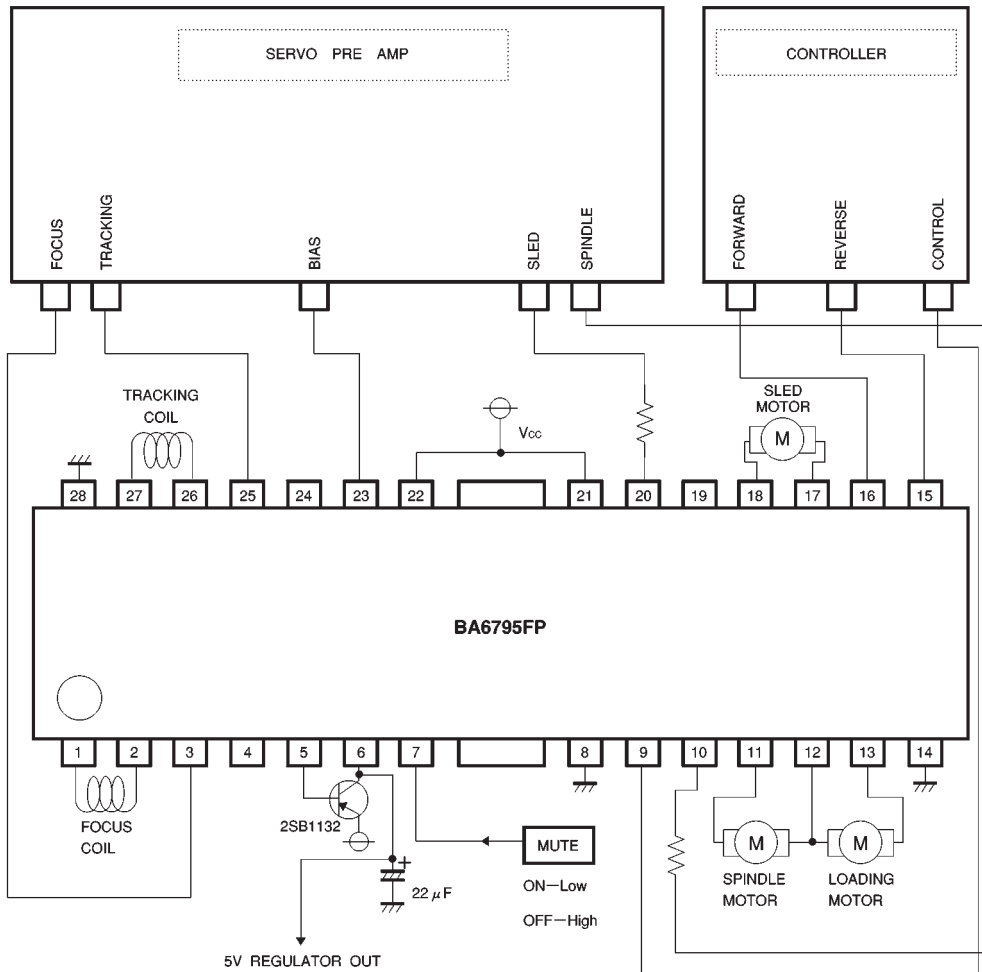 SERVO PRE AMP
CONTROLLER
FOCUS
TRACKING
BIAS
SLED
SPINDLE
FORWARD
REVERSE
CONTROL
TRACKING
COIL
Vcc
SLED
MOTOR
M
28 27 26 25 24 23 22 21 20 19 18 17 16 15
BA6795FP
1 2 3 4 5 6 7 8 9 10 11 12 13 14
FOCUS
COIL
2SB1132
+
22 μF
MUTE
ON－Low
OFF－High
M
SPINDLE
MOTOR
M
LOADING
MOTOR
5V REGULATOR OUT